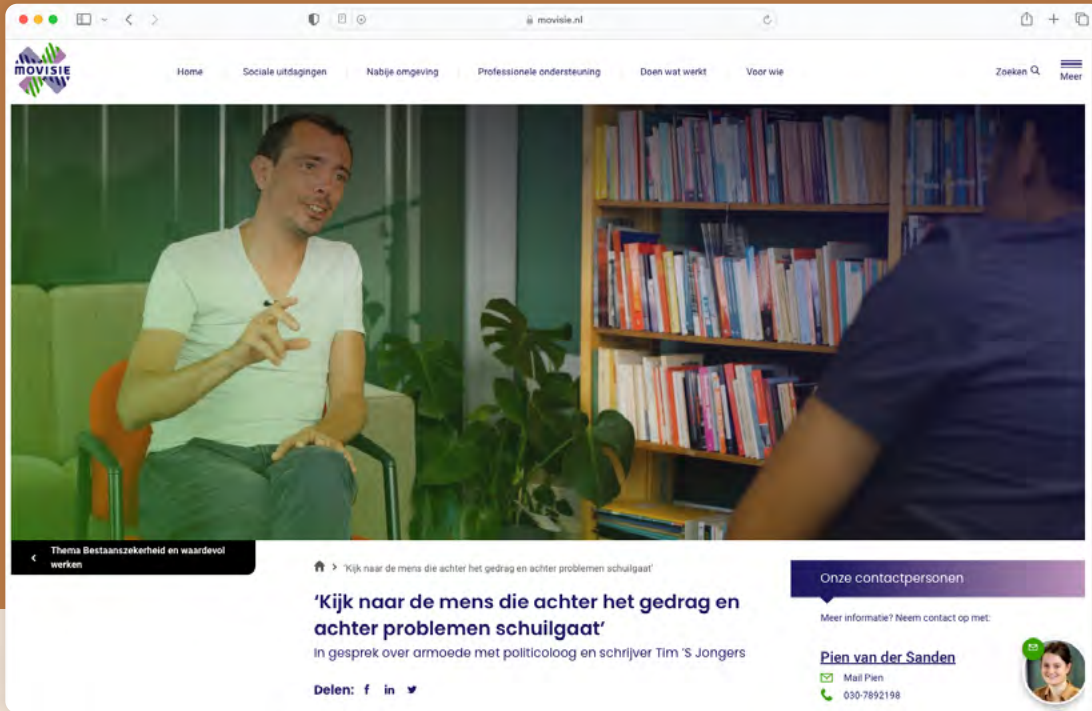 movisie.nl
MOVISIE
Home
Sociale uitdagingen
Nabije omgeving
Professionele ondersteuning
Doen wat werkt
Voor wie
Zoeken
Meer
Thema Bestaanszekerheid en waardevol
werken
'Kijk naar de mens die achter het gedrag en achter problemen schuilgaat'
'Kijk naar de mens die achter het gedrag en
achter problemen schuilgaat'
In gesprek over armoede met politicoloog en schrijver Tim 'S Jongers
Delen:
Onze contactpersonen
Meer informatie? Neem contact op met:
Pien van der Sanden
Mail Pien
030-7892198